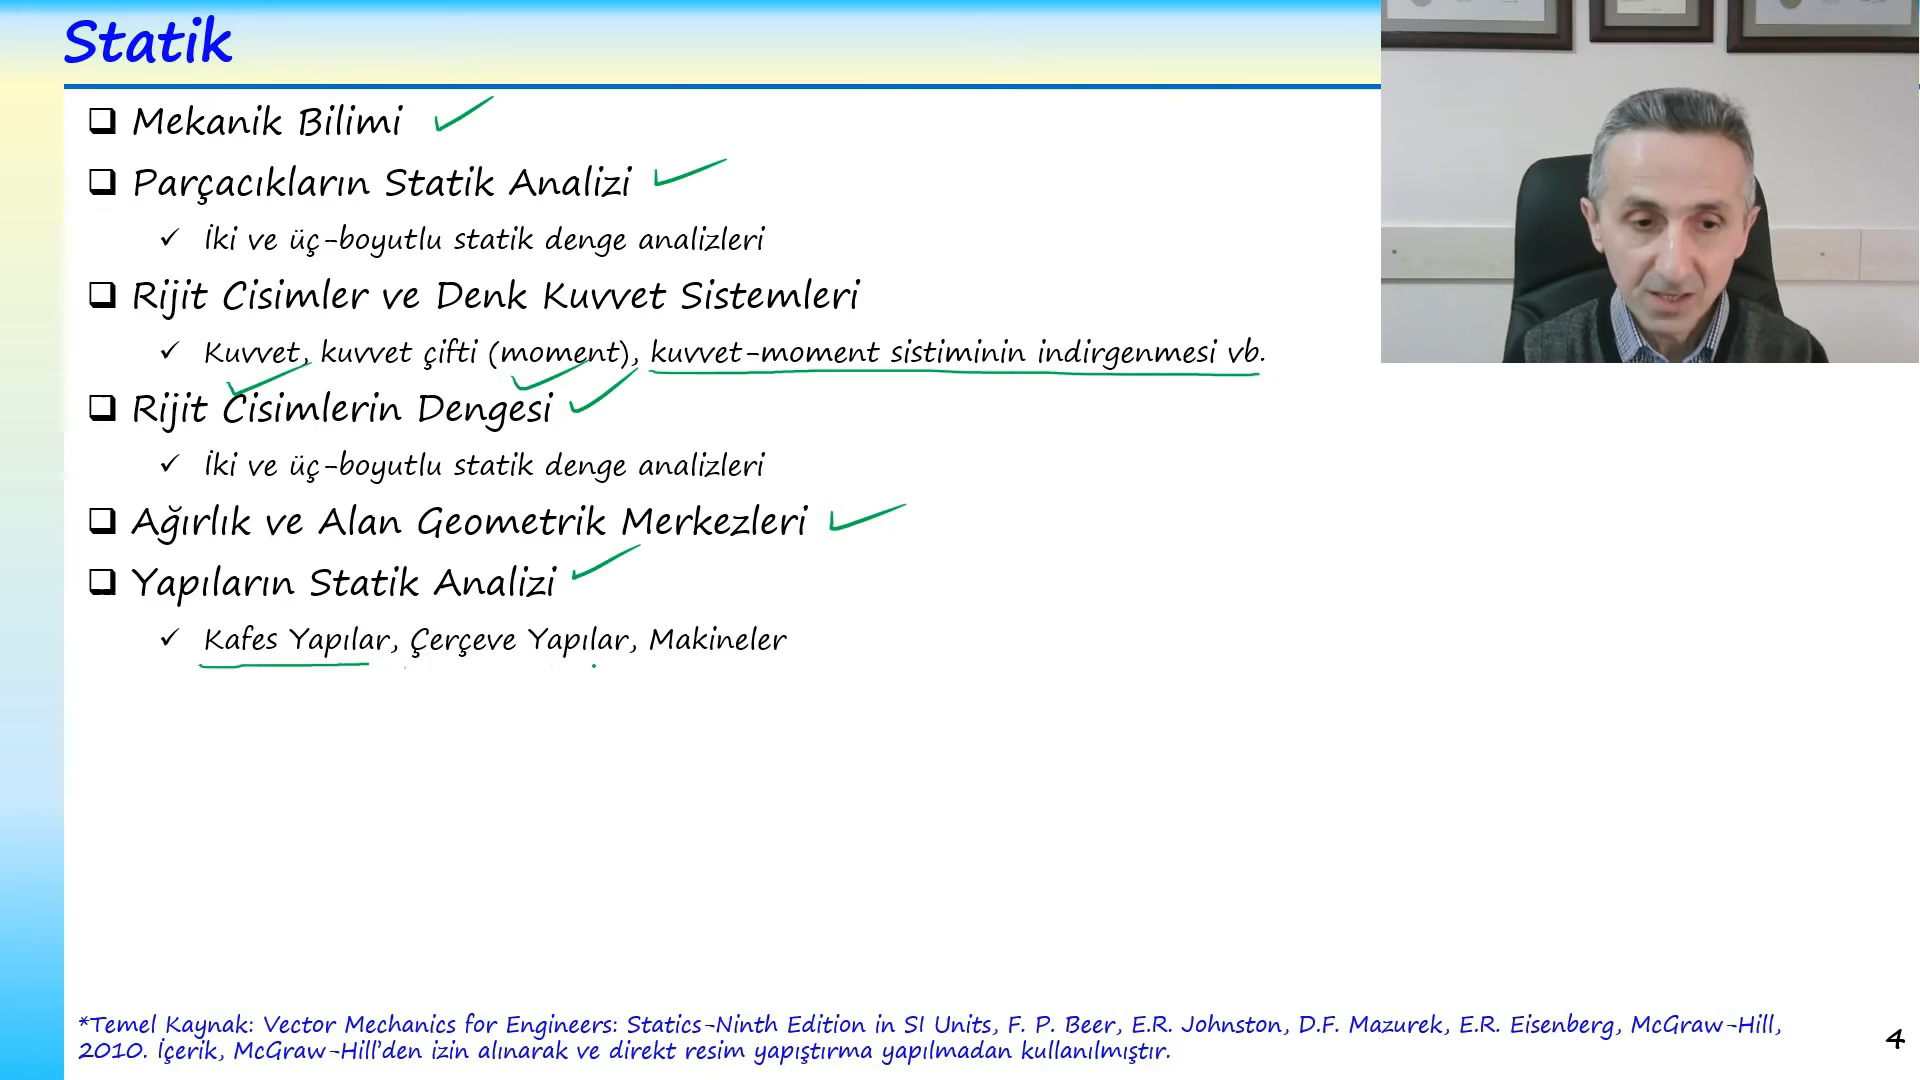 Statik
Mekanik Bilimi
Parçacıkların Statik Analizi
İki ve üç-boyutlu statik denge analizleri
Rijit Cisimler ve Denk Kuvvet Sistemleri
Kuvvet, kuvvet çifti (moment), kuvvet-moment sistiminin indirgenmesi vb.
Rijit Cisimlerin Dengesi
İki ve üç-boyutlu statik denge analizleri
Ağırlık ve Alan Geometrik Merkezleri
Yapıların Statik Analizi
Kafes Yapılar, Çerçeve Yapılar, Makineler
*Temel Kaynak: Vector Mechanics for Engineers: Statics-Ninth Edition in SI Units, F. P. Beer, E.R. Johnston, D.F. Mazurek, E.R. Eisenberg, McGraw-Hill,
2010. İçerik, McGraw-Hill'den izin alınarak ve direkt resim yapıştırma yapılmadan kullanılmıştır.
4